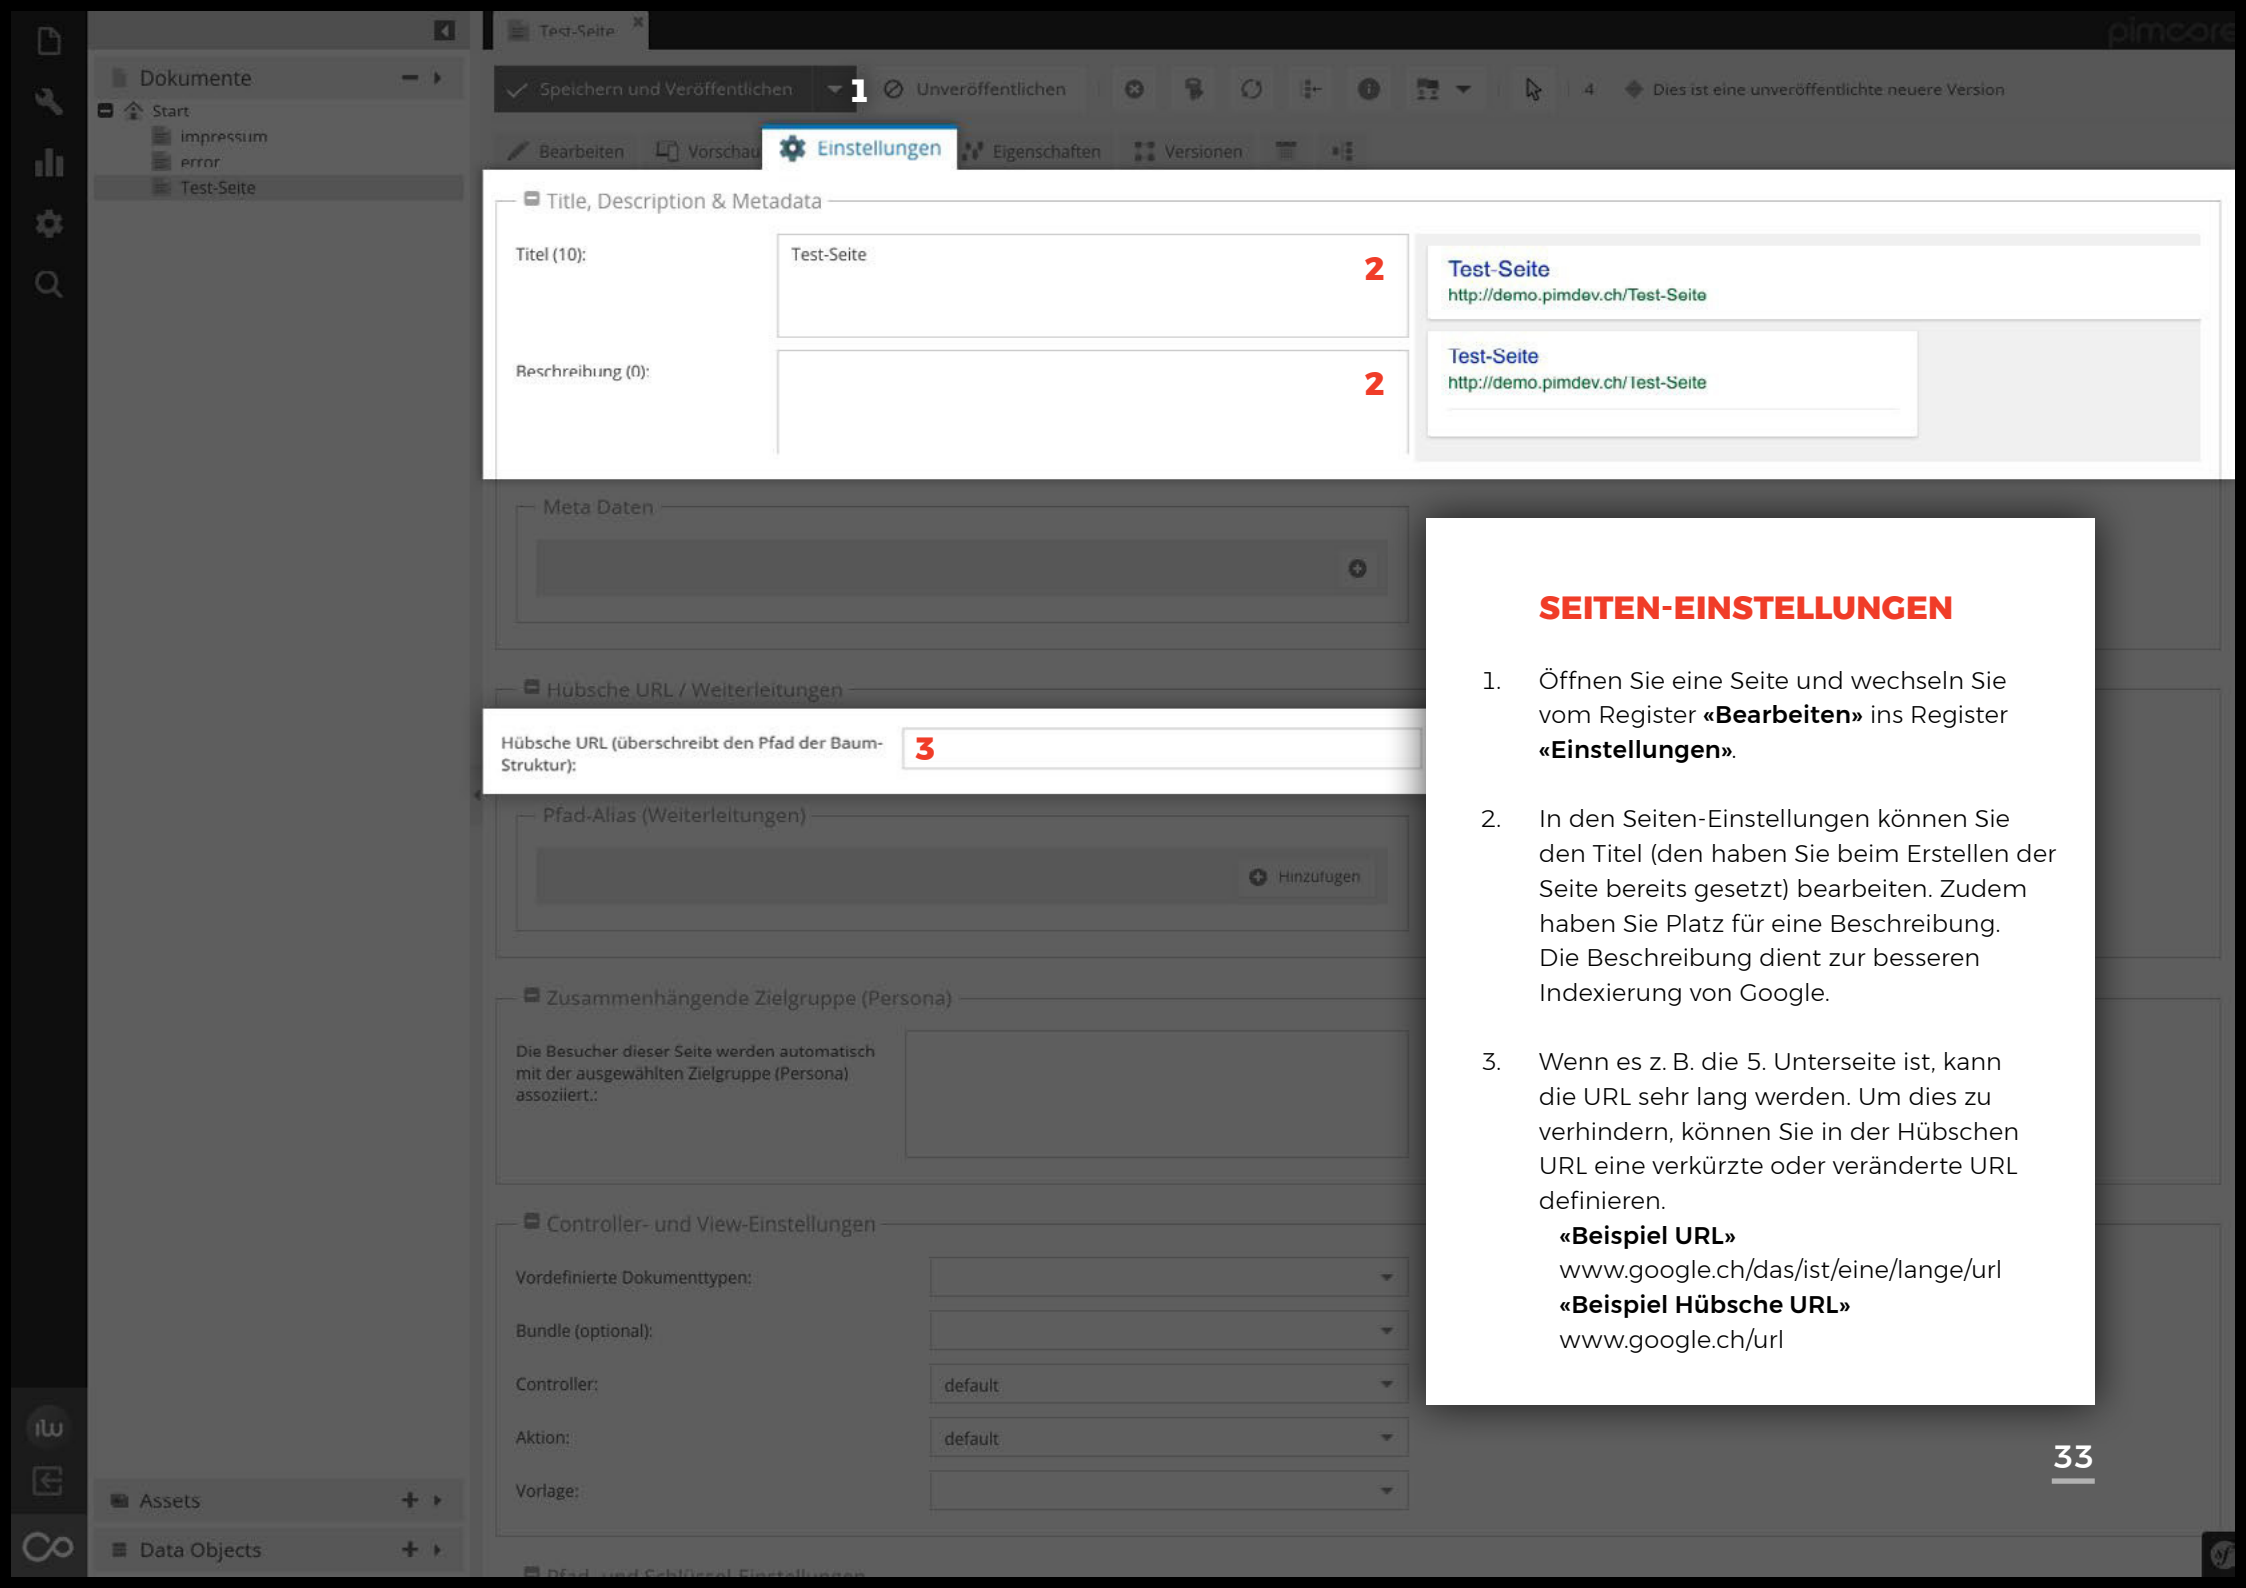 Test-Seite
pimcore
Dokumente
Speichern und Veröffentlichen
1
Unveröffentlichen
4
Dies ist eine unveröffentlichte neuere Version
Start
impressum
error
Test-Seite
Bearbeiten
Vorschau
Einstellungen
Eigenschaften
Versionen
Title, Description & Metadata
Titel (10):
Test-Seite
2
Test-Seite
http://demo.pimdev.ch/Test-Seite
Beschreibung (0):
2
Test-Seite
http://demo.pimdev.ch/Test-Seite
Meta Daten
Hübsche URL / Weiterleitungen
Hübsche URL (überschreibt den Pfad der Baum-
Struktur):
3
Pfad-Alias (Weiterleitungen)
Hinzufügen
Zusammenhängende Zielgruppe (Persona)
Die Besucher dieser Seite werden automatisch
mit der ausgewählten Zielgruppe (Persona)
assoziiert.:
Controller- und View-Einstellungen
Vordefinierte Dokumenttypen:
Bundle (optional):
Controller:
default
Aktion:
default
Vorlage:
Pfad- und Schlüssel-Einstellungen
ilw
Assets
Data Objects
SEITEN-EINSTELLUNGEN
1. Öffnen Sie eine Seite und wechseln Sie
vom Register «Bearbeiten» ins Register
«Einstellungen».
2. In den Seiten-Einstellungen können Sie
den Titel (den haben Sie beim Erstellen der
Seite bereits gesetzt) bearbeiten. Zudem
haben Sie Platz für eine Beschreibung.
Die Beschreibung dient zur besseren
Indexierung von Google.
3. Wenn es z. B. die 5. Unterseite ist, kann
die URL sehr lang werden. Um dies zu
verhindern, können Sie in der Hübschen
URL eine verkürzte oder veränderte URL
definieren.
«Beispiel URL»
www.google.ch/das/ist/eine/lange/url
«Beispiel Hübsche URL»
www.google.ch/url
33
sf